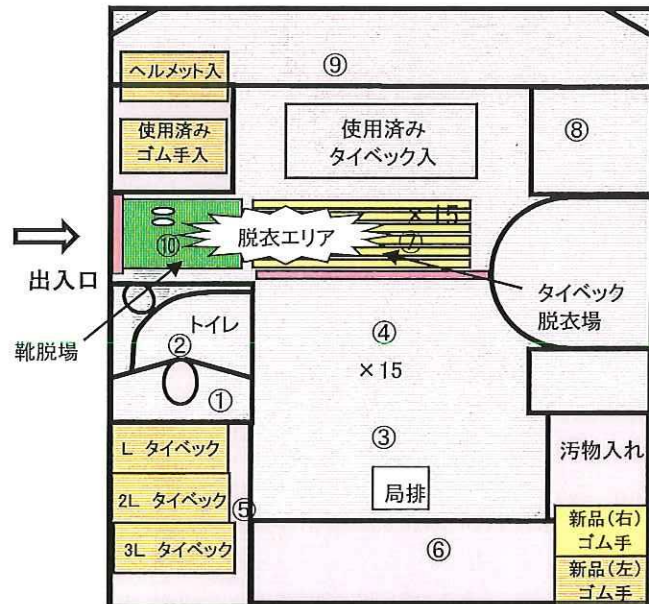 ⑨
ヘルメット入
使用済み
ゴム手入
使用済み
タイベック入
⑧
×15
脱衣エリア
⑩
⑦
出入口
靴脱場
タイベック
脱衣場
トイレ
②
①
④
×15
③
局排
L タイベック
2L タイベック
3L タイベック
⑤
⑥
汚物入れ
新品(右)
ゴム手
新品(左)
ゴム手